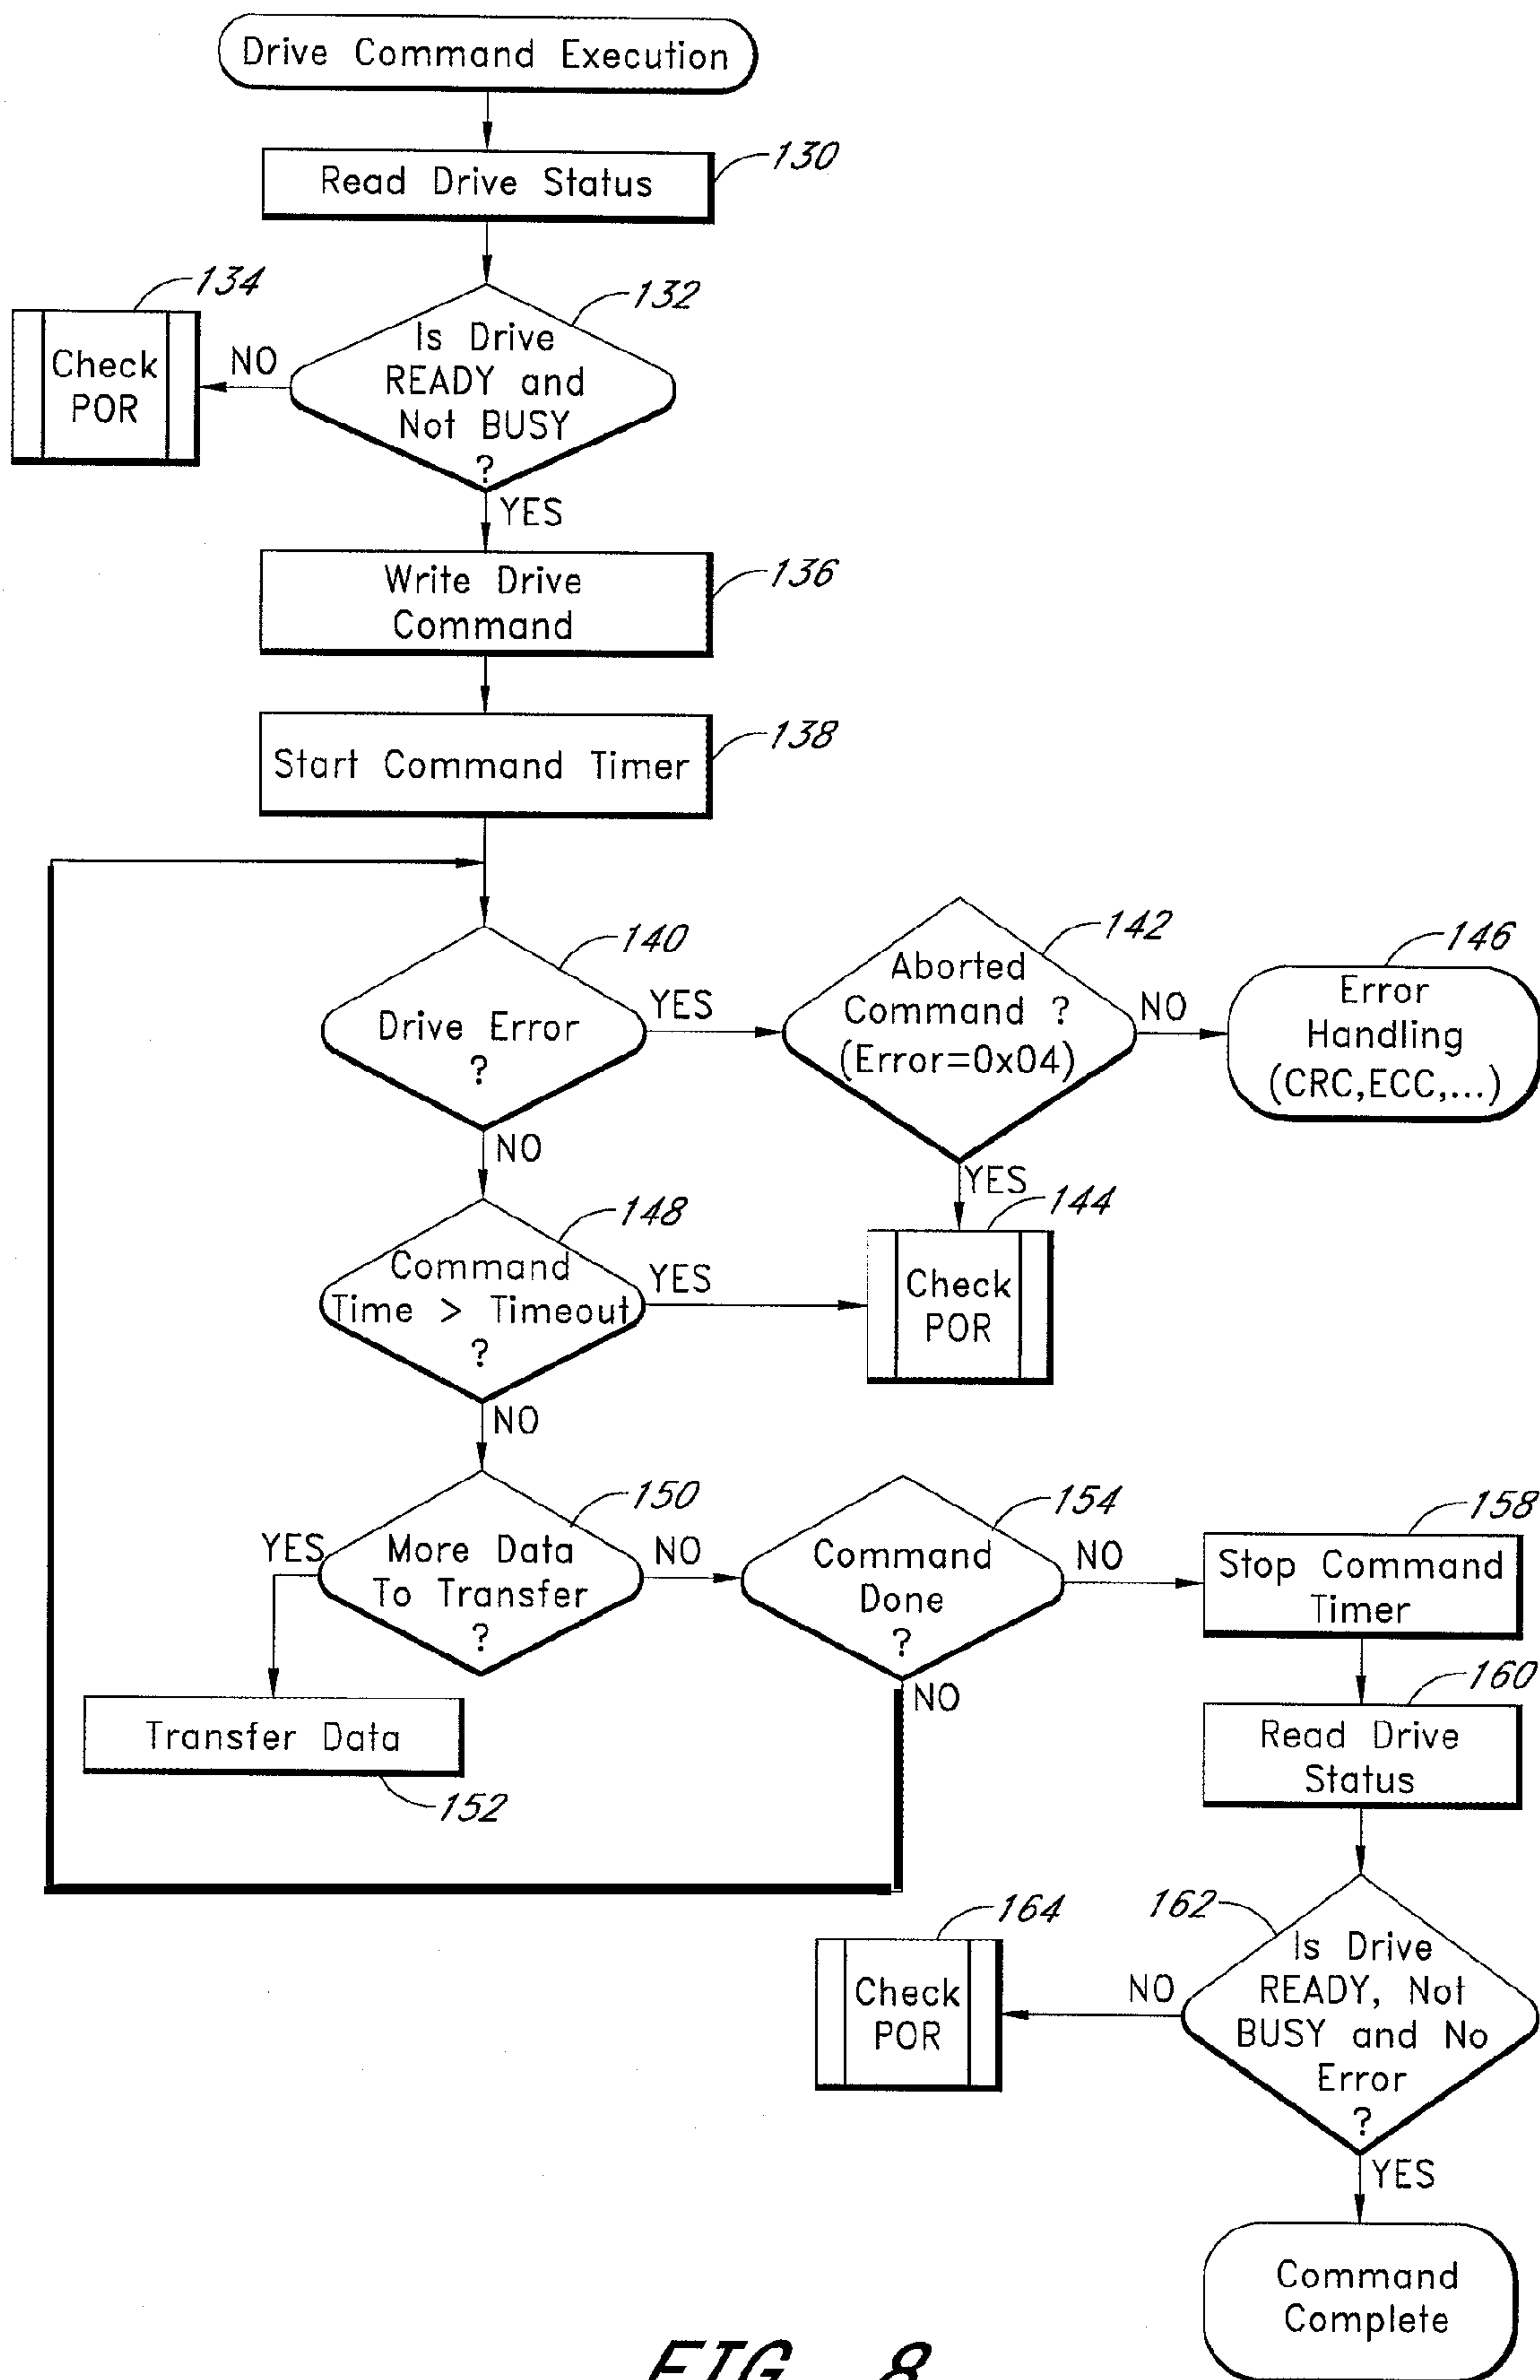 Drive Command Execution
Read Drive Status
130
134
132
Check
POR
NO
Is Drive
READY and
Not BUSY
?
YES
Write Drive
Command
136
Start Command Timer
138
140
Drive Error
?
YES
NO
142
Aborted
Command ?
(Error=0x04)
NO
YES
146
Error
Handling
(CRC,ECC,...)
148
Command
Time > Timeout
?
YES
NO
144
Check
POR
150
More Data
To Transfer
?
YES
NO
Transfer Data
152
154
Command
Done
?
NO
NO
158
Stop Command
Timer
160
Read Drive
Status
162
Is Drive
READY, Not
BUSY and No
Error
?
NO
164
Check
POR
YES
Command
Complete
FIG. 8